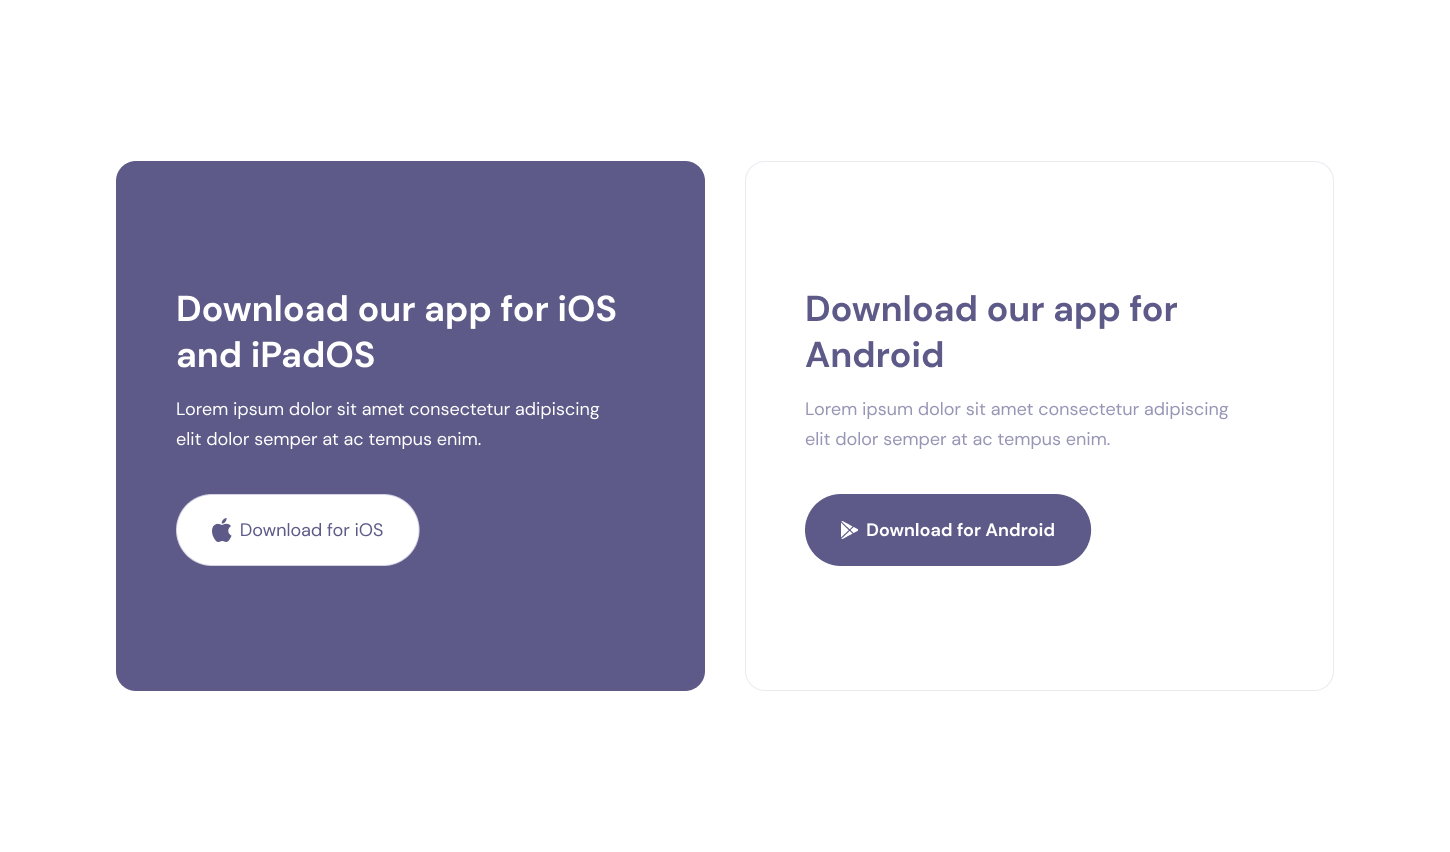 Download our app for iOS
and iPadOS
Lorem ipsum dolor sit amet consectetur adipiscing
elit dolor semper at ac tempus enim.
Download for iOS
Download our app for
Android
Lorem ipsum dolor sit amet consectetur adipiscing
elit dolor semper at ac tempus enim.
Download for Android